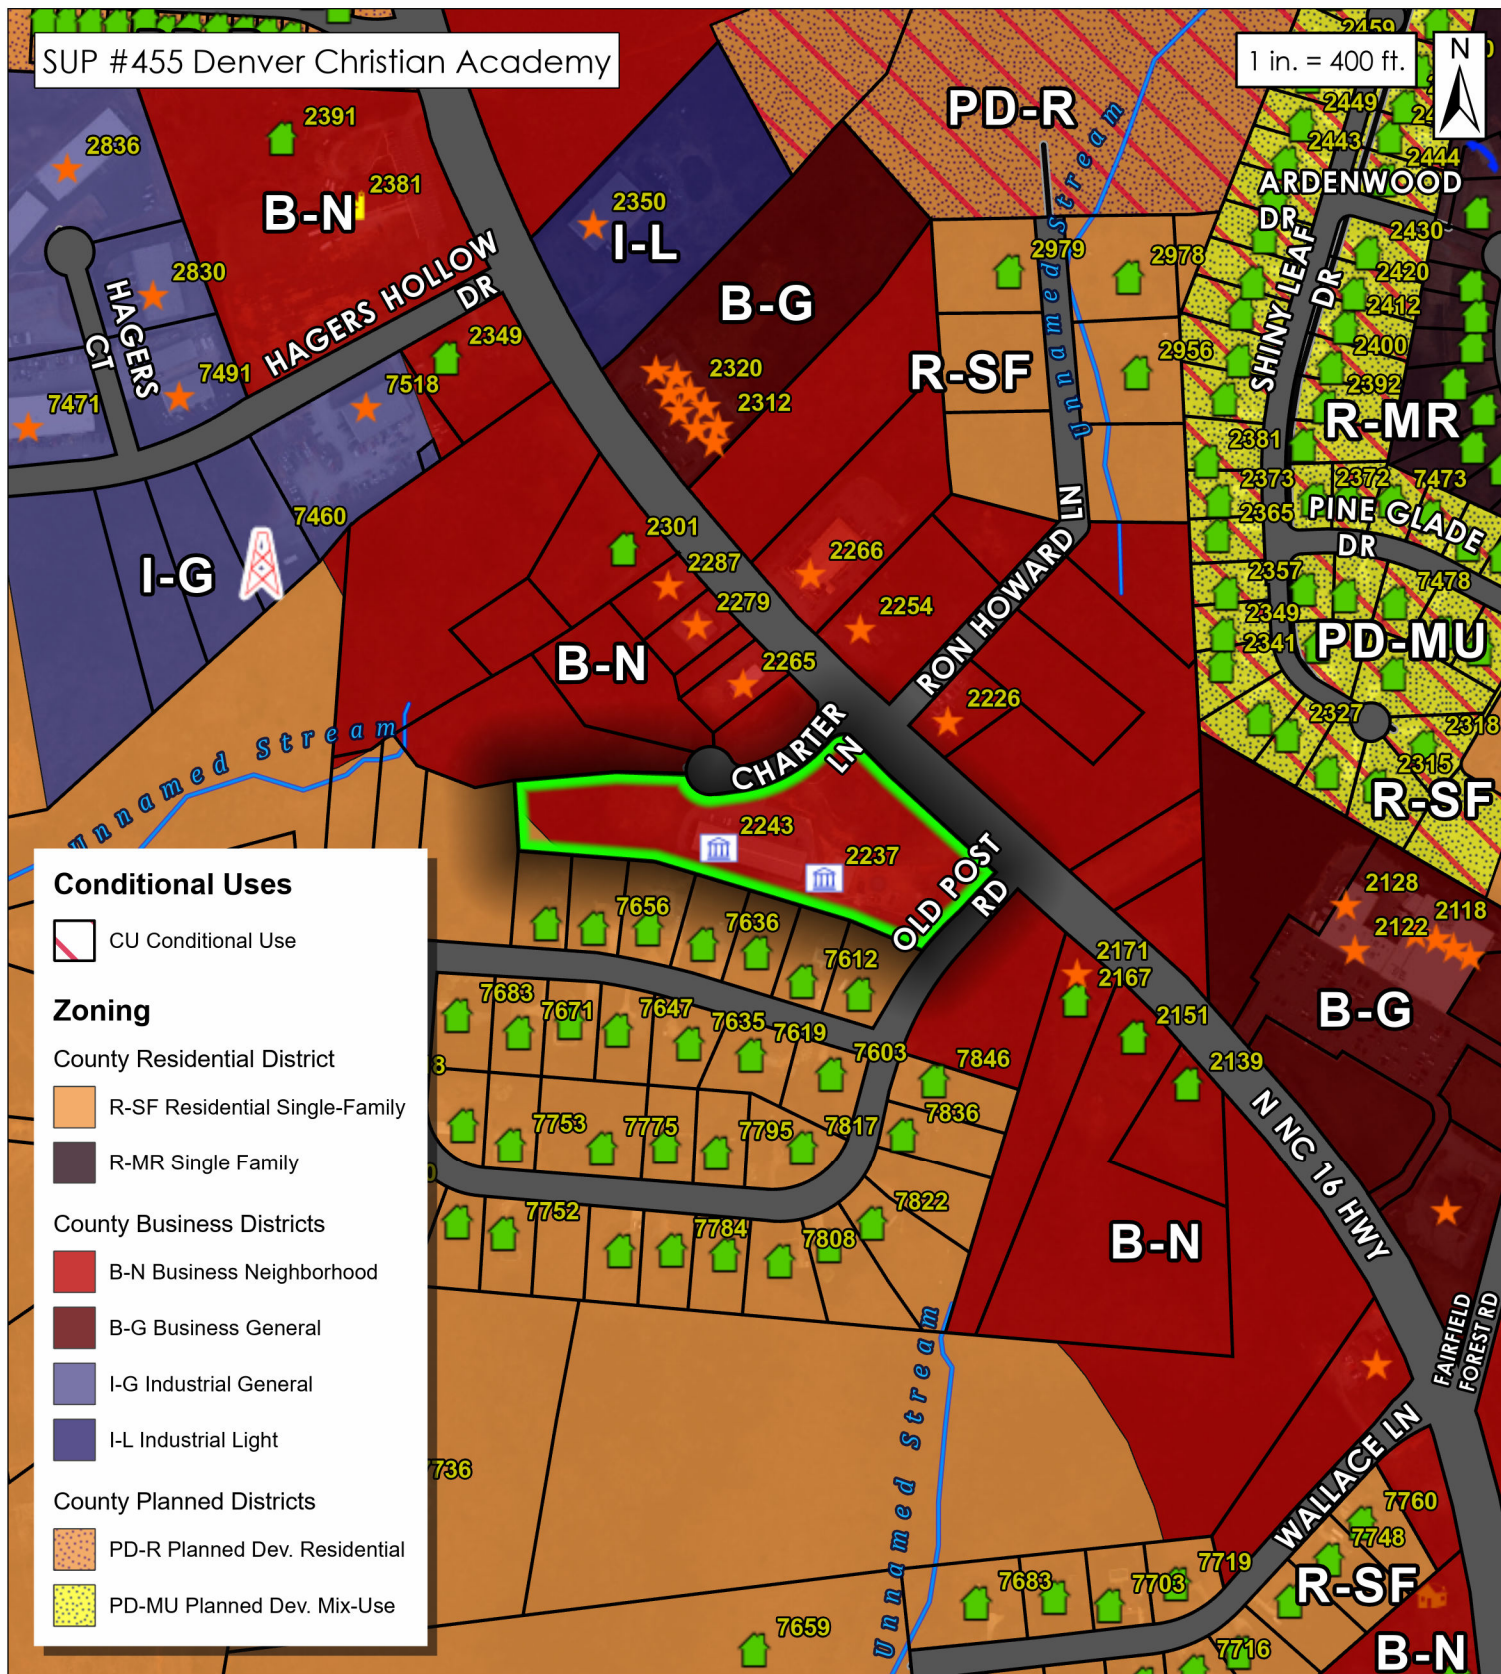 SUP #455 Denver Christian Academy
1 in. = 400 ft.
N
2459
2449
2443
2444
2836
2391
2381
B-N
2350
I-L
PD-R
Unnamed Stream
ARDENWOOD
DR
SHINY LEAF
DR
2430
2420
2412
2400
2392
2830
HAGERS
CT
HAGERS HOLLOW
DR
2349
B-G
2979
2978
2956
R-SF
R-MR
7491
7518
7471
2320
2312
2381
2373
2365
2372
7473
PINE GLADE
DR
7460
I-G
2301
2287
2279
2265
2266
2254
2226
B-N
RON HOWARD LN
2357
2349
2341
7478
PD-MU
2327
2318
2315
R-SF
Unnamed Stream
CHARTER
LN
2243
2237
OLD POST
RD
2128
2122
2118
B-G
7656
7636
7612
2171
2167
2151
2139
7683
7671
7647
7635
7619
7603
7846
7836
7753
7775
7795
7817
7822
7752
7784
7808
N NC 16 HWY
B-N
FAIRFIELD
FOREST RD
Unnamed Stream
WALLACE LN
7736
7760
7748
7719
7703
7683
R-SF
7716
7659
B-N
Conditional Uses
CU Conditional Use
Zoning
County Residential District
R-SF Residential Single-Family
R-MR Single Family
County Business Districts
B-N Business Neighborhood
B-G Business General
I-G Industrial General
I-L Industrial Light
County Planned Districts
PD-R Planned Dev. Residential
PD-MU Planned Dev. Mix-Use